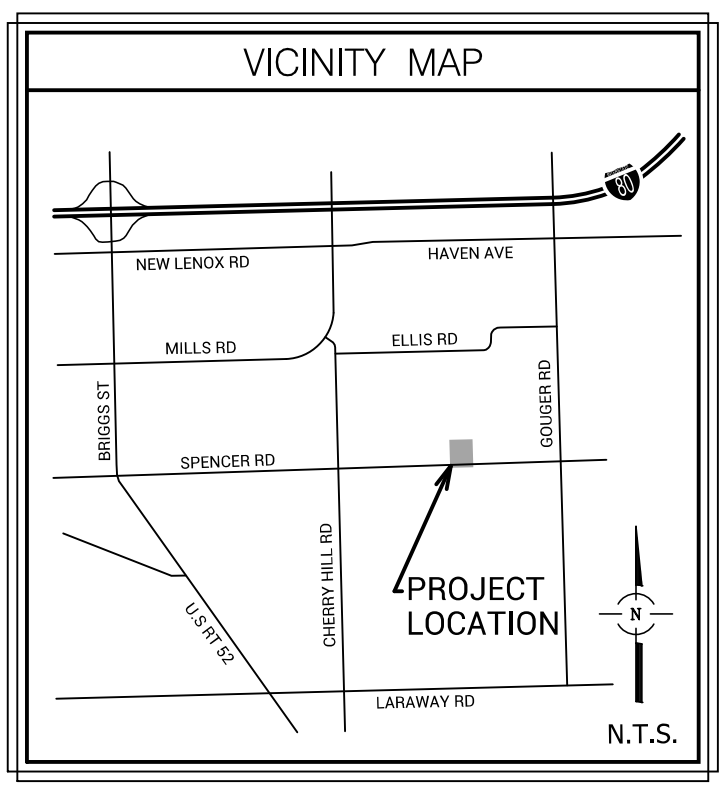 VICINITY MAP
80
NEW LENOX RD
HAVEN AVE
MILLS RD
ELLIS RD
BRIGGS ST
GOUGER RD
SPENCER RD
CHERRY HILL RD
PROJECT
LOCATION
U.S RT 52
N
LARAWAY RD
N.T.S.